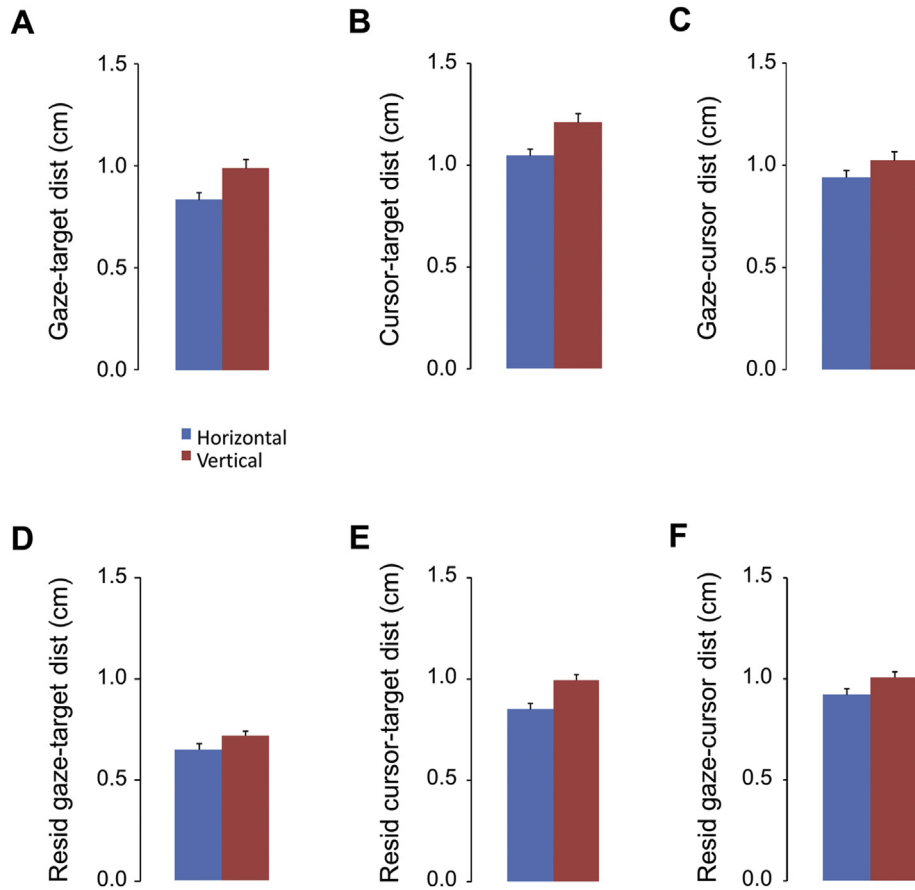 A
Gaze-target dist (cm)
1.5
1.0
0.5
0.0
B
Cursor-target dist (cm)
1.5
1.0
0.5
0.0
C
Gaze-cursor dist (cm)
1.5
1.0
0.5
0.0
Horizontal
Vertical
D
Resid gaze-target dist (cm)
1.5
1.0
0.5
0.0
E
Resid cursor-target dist (cm)
1.5
1.0
0.5
0.0
F
Resid gaze-cursor dist (cm)
1.5
1.0
0.5
0.0